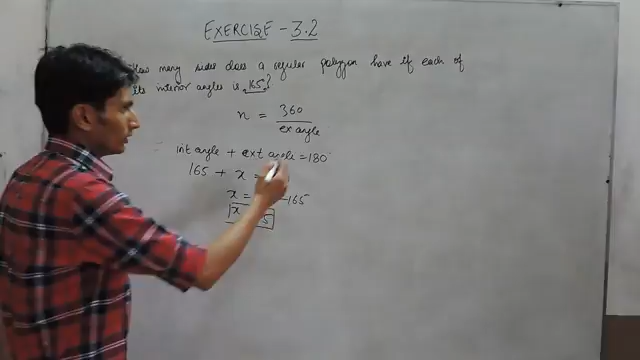 EXERCISE - 3.2
How many sides does a regular polygon have if each of
its interior angles is 165?
n = 360
ex angle
int angle + ext angle = 180
165 + x =
x = -165
x 5